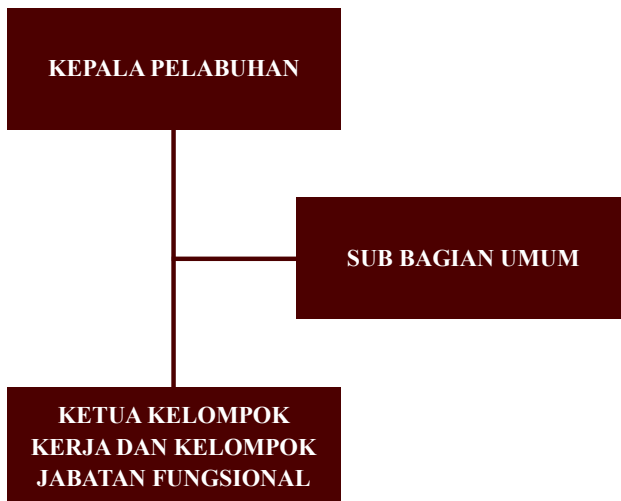 KEPALA PELABUHAN
SUB BAGIAN UMUM
KETUA KELOMPOK
KERJA DAN KELOMPOK
JABATAN FUNGSIONAL